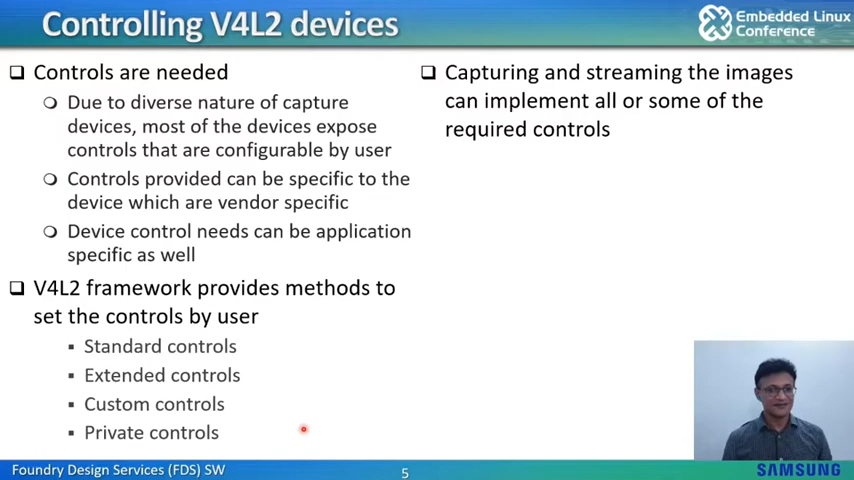 Controlling V4L2 devices
Embedded Linux
Conference
Controls are needed
Due to diverse nature of capture
devices, most of the devices expose
controls that are configurable by user
Controls provided can be specific to the
device which are vendor specific
Device control needs can be application
specific as well
V4L2 framework provides methods to
set the controls by user
Standard controls
Extended controls
Custom controls
Private controls
Capturing and streaming the images
can implement all or some of the
required controls
Foundry Design Services (FDS) SW
5
SAMSUNG